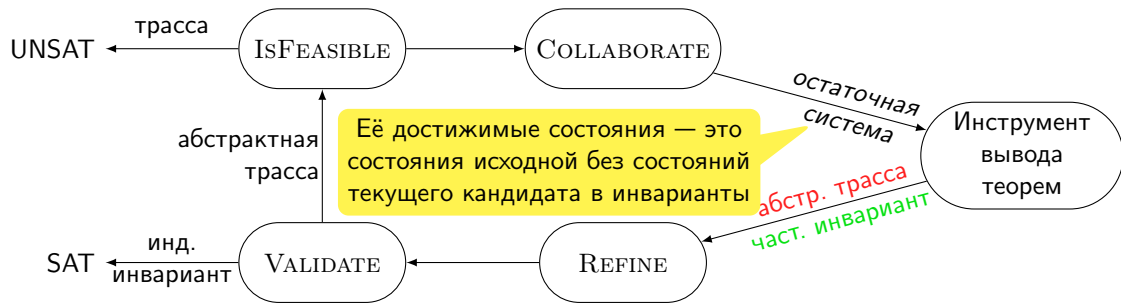 трасса
UNSAT
IsFeasible
Collaborate
остаточная
система
абстрактная
трасса
Её достижимые состояния — это
состояния исходной без состояний
текущего кандидата в инварианты
Инструмент
вывода
теорем
абстр. трасса
част. инвариант
инд.
инвариант
SAT
Validate
Refine